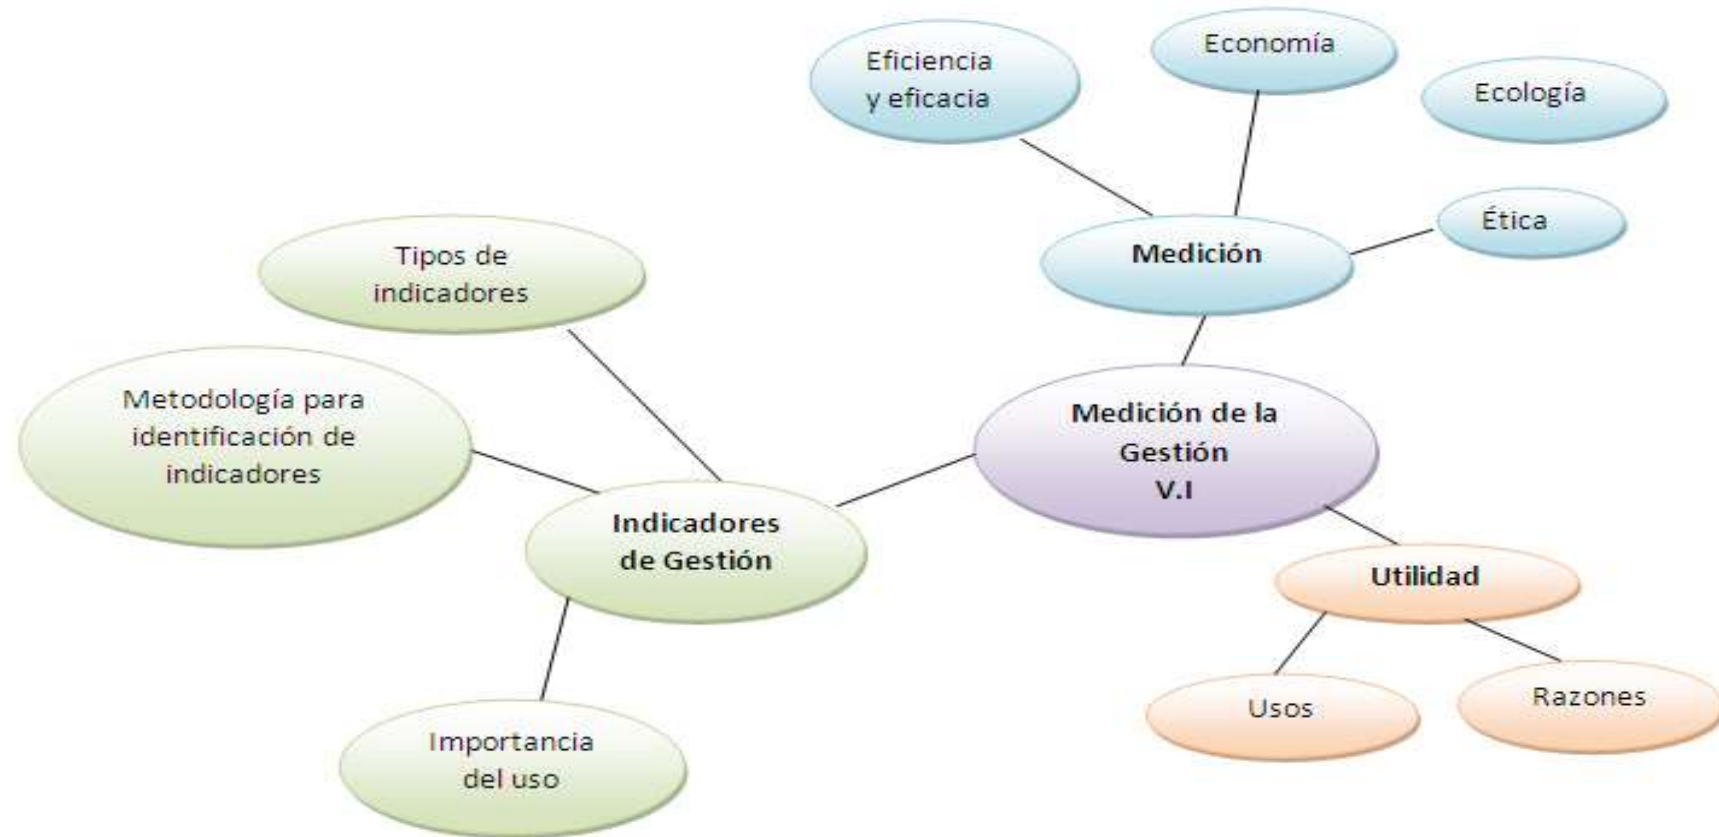 Eficiencia
y eficacia
Economía
Ecología
Ética
Medición
Tipos de
indicadores
Metodología para
identificación de
indicadores
Medición de la
Gestión
V.I
Indicadores
de Gestión
Utilidad
Usos
Razones
Importancia
del uso